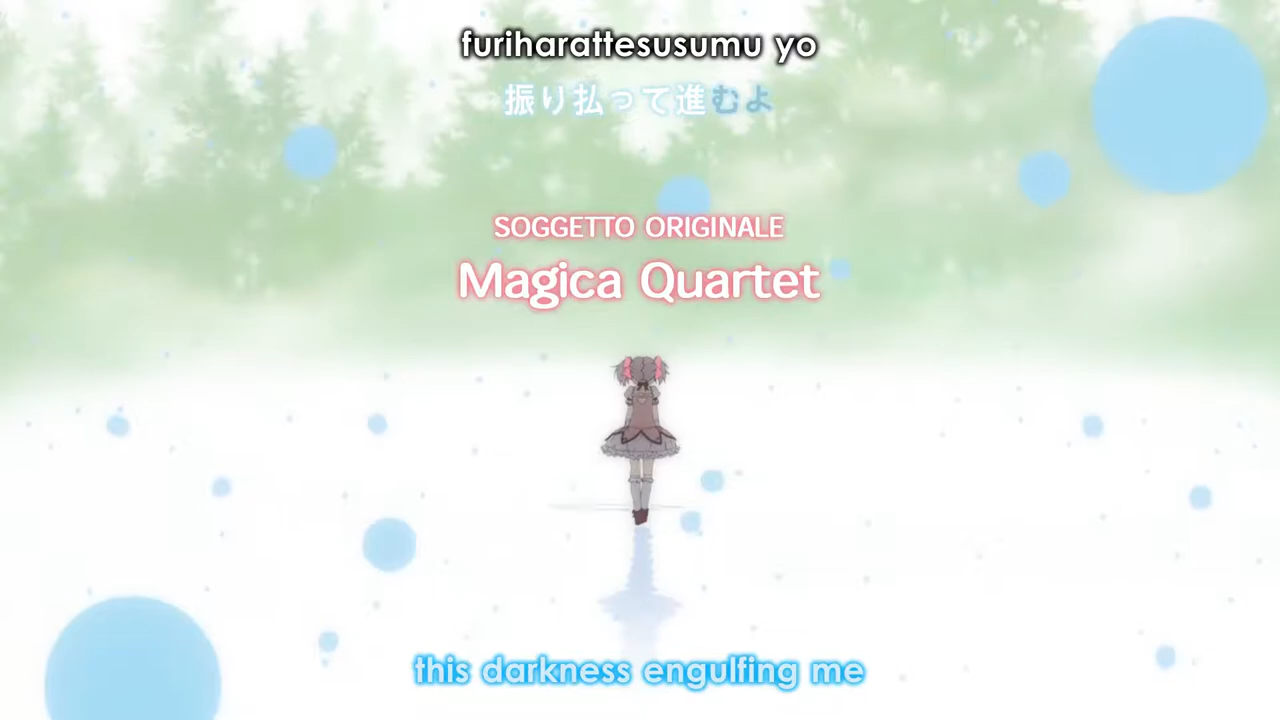 furiharattesusumu yo
振り払って進むよ
SOGGETTO ORIGINALE
Magica Quartet
this darkness engulfing me